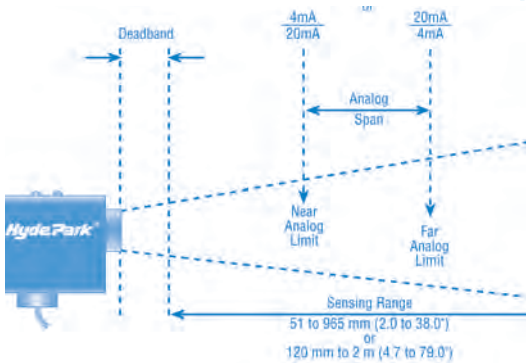 or
4mA
20mA
20mA
4mA
Deadband
Analog
Span
HydePark®
Near
Analog
Limit
Far
Analog
Limit
Sensing Range
51 to 965 mm (2.0 to 38.0")
or
120 mm to 2 m (4.7 to 79.0")